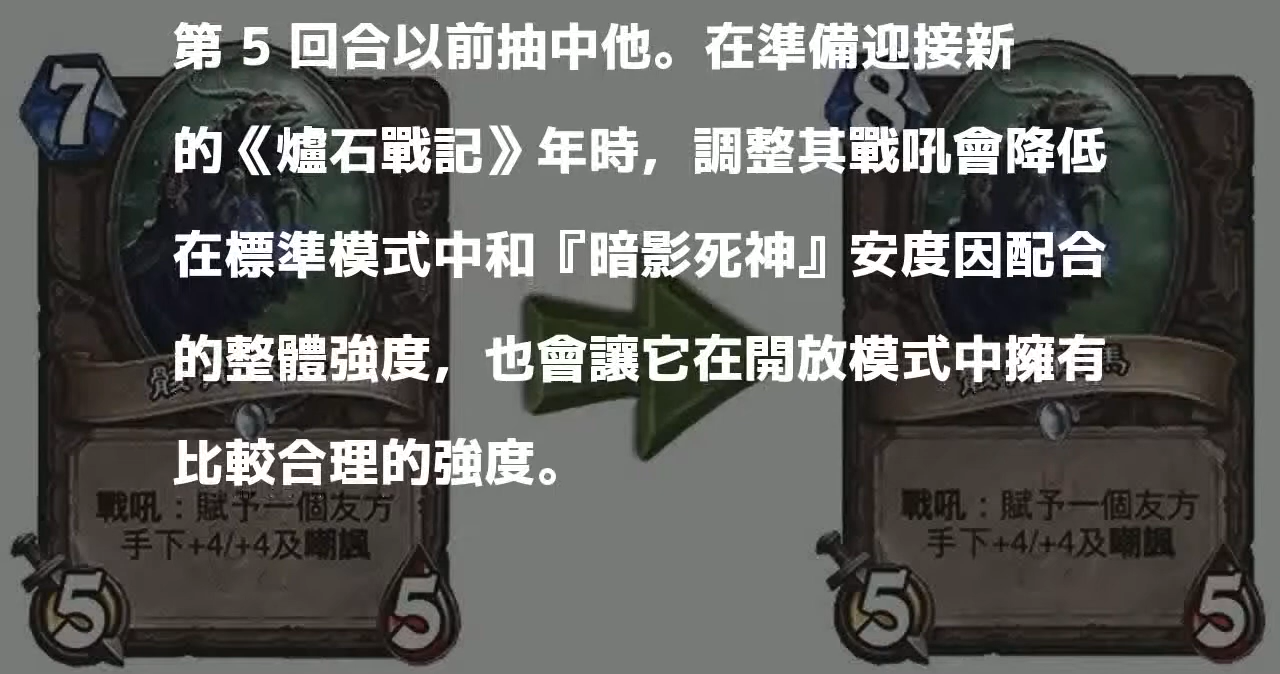 第 5 回合以前抽中他。在準備迎接新
的《爐石戰記》年時，調整其戰吼會降低
在標準模式中和『暗影死神』安度因配合
的整體強度，也會讓它在開放模式中擁有
比較合理的強度。
7
戰吼：賦予一個友方
手下+4/+4及嘲諷
5
5
8
戰吼：賦予一個友方
手下+4/+4及嘲諷
5
5